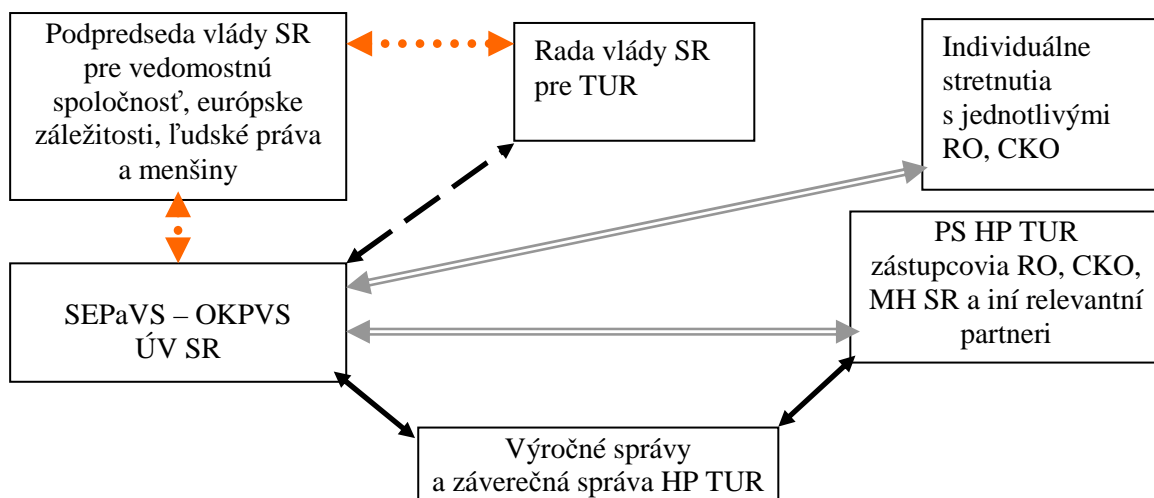 Podpredseda vlády SR
pre vedomostnú
spoločnosť, európske
záležitosti, ľudské práva
a menšiny
Rada vlády SR
pre TUR
Individuálne
stretnutia
s jednotlivými
RO, CKO
SEPaVS – OKPVS
ÚV SR
PS HP TUR
zástupcovia RO, CKO,
MH SR a iní relevantní
partneri
Výročné správy
a záverečná správa HP TUR